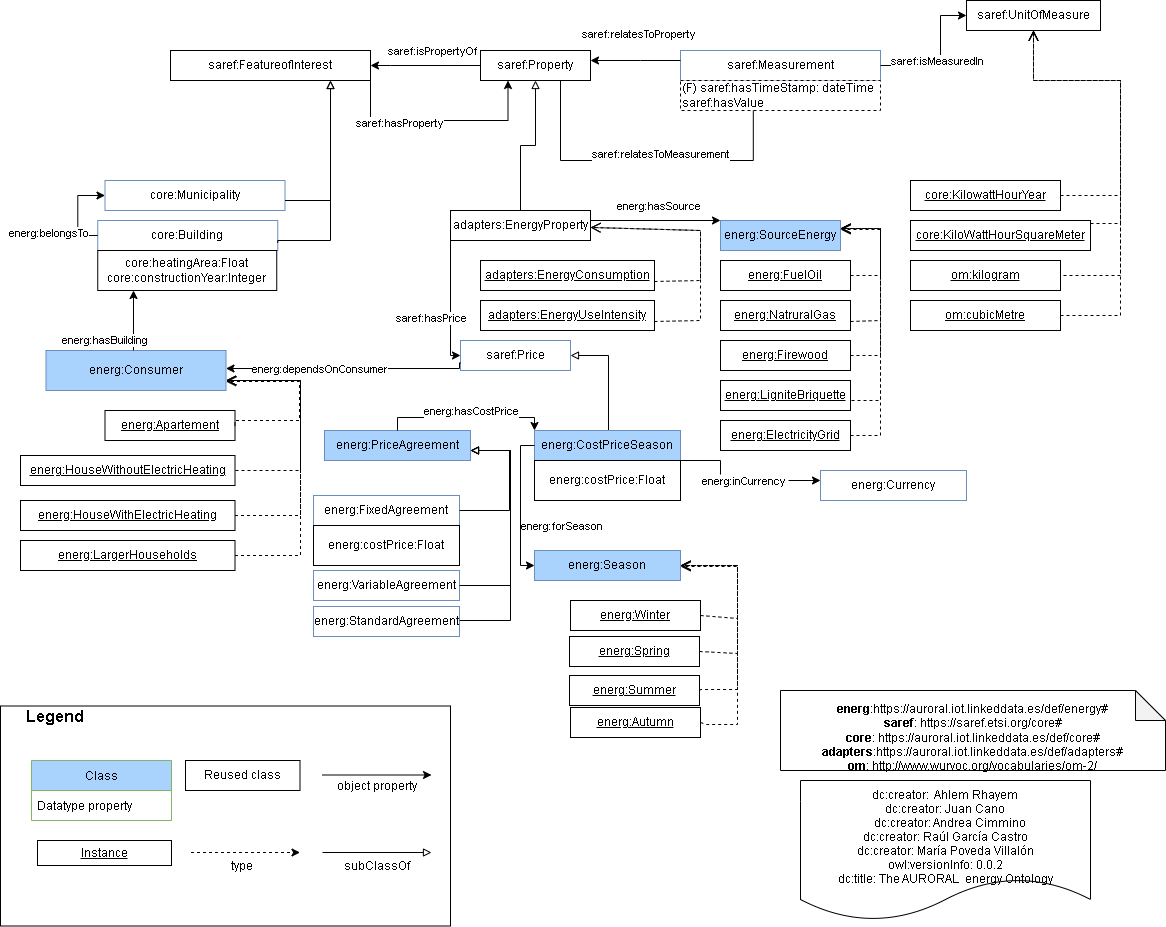 saref:UnitOfMeasure
saref:relatesToProperty
saref:isPropertyOf
saref:FeatureofInterest
saref:Property
saref:Measurement
saref:isMeasuredIn
(F) saref:hasTimeStamp: dateTime
saref:hasValue
saref:hasProperty
saref:relatesToMeasurement
core:Municipality
core:KilowattHourYear
energ:hasSource
adapters:EnergyProperty
energ:belongsTo
core:Building
energ:SourceEnergy
core:KiloWattHourSquareMeter
core:heatingArea:Float
core:constructionYear:Integer
adapters:EnergyConsumption
energ:FuelOil
om:kilogram
saref:hasPrice
adapters:EnergyUseIntensity
energ:NatruralGas
om:cubicMetre
energ:hasBuilding
saref:Price
energ:Firewood
energ:Consumer
energ:dependsOnConsumer
energ:LigniteBriquette
energ:hasCostPrice
energ:Apartement
energ:ElectricityGrid
energ:PriceAgreement
energ:CostPriceSeason
energ:HouseWithoutElectricHeating
energ:costPrice:Float
energ:inCurrency
energ:Currency
energ:HouseWithElectricHeating
energ:FixedAgreement
energ:forSeason
energ:costPrice:Float
energ:LargerHouseholds
energ:Season
energ:VariableAgreement
energ:StandardAgreement
energ:Winter
energ:Spring
energ:Summer
energ:Autumn
Legend
Class
Reused class
object property
Datatype property
Instance
type
subClassOf
energ:https://auroral.iot.linkeddata.es/def/energy#
saref: https://saref.etsi.org/core#
core: https://auroral.iot.linkeddata.es/def/core#
adapters:https://auroral.iot.linkeddata.es/def/adapters#
om: http://www.wurvoc.org/vocabularies/om-2/
dc:creator: Ahlem Rhayem
dc:creator: Juan Cano
dc:creator: Andrea Cimmino
dc:creator: Raúl García Castro
dc:creator: María Poveda Villalón
owl:versionInfo: 0.0.2
dc:title: The AURORAL energy Ontology